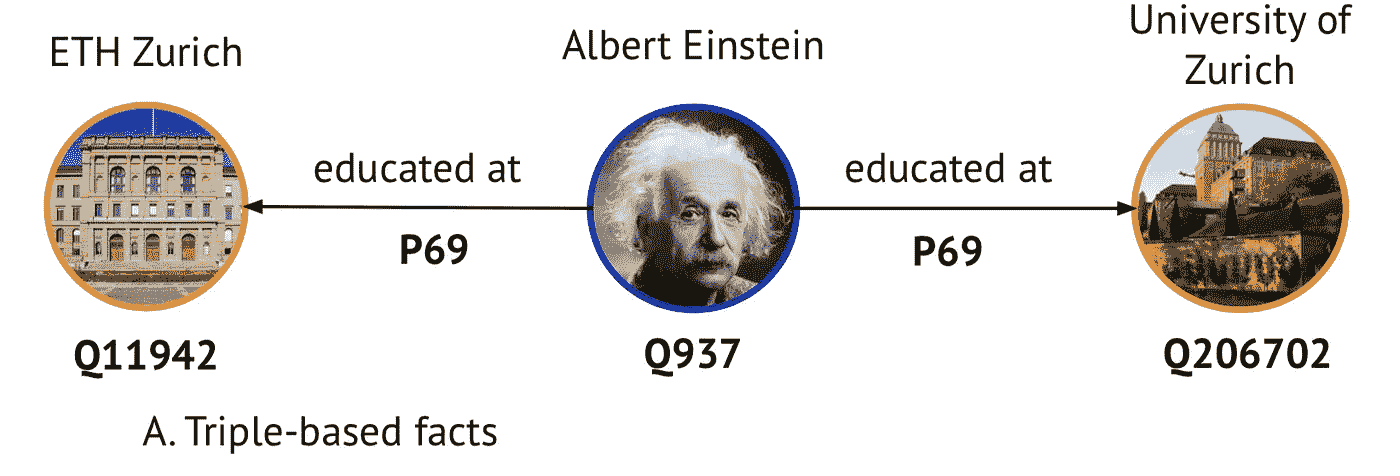 ETH Zurich
Albert Einstein
University of
Zurich
educated at
P69
educated at
P69
Q11942
Q937
Q206702
A. Triple-based facts